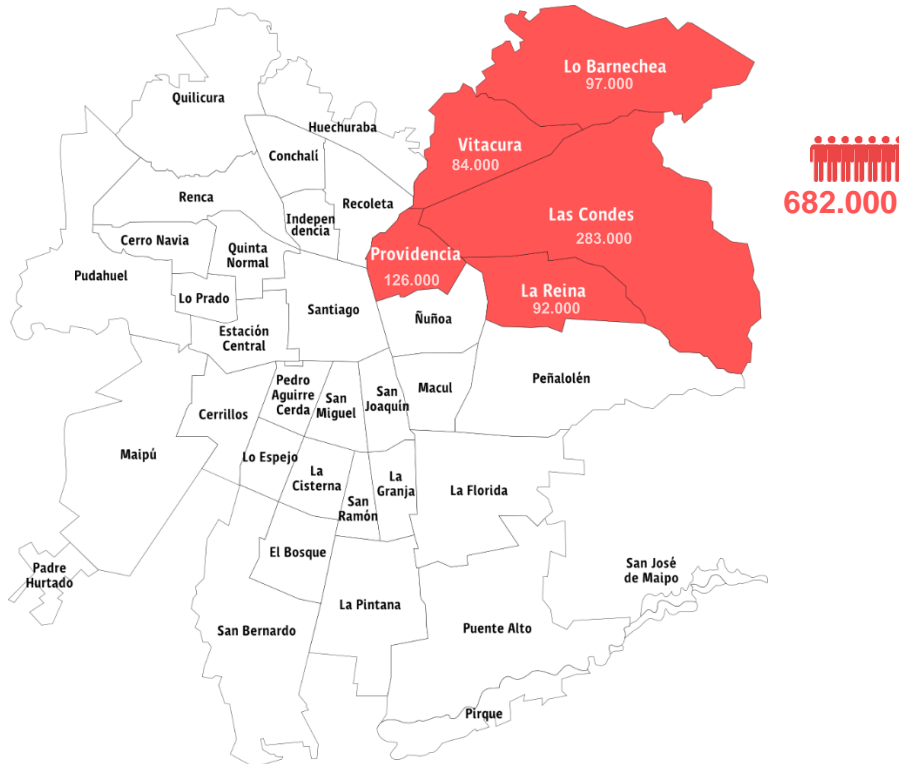 Lo Barnechea
97.000
Quilicura
Huechuraba
Vitacura
84.000
Conchalí
682.000
Renca
Recoleta
Indepen
dencia
Las Condes
283.000
Cerro Navia
Quinta
Normal
Providencia
126.000
Pudahuel
Lo Prado
La Reina
92.000
Santiago
Ñuñoa
Estación
Central
Peñalolén
Pedro
Aguirre
Cerda
San
Miguel
San
Joaquín
Macul
Cerrillos
Maipú
Lo Espejo
La
Cisterna
San
Ramón
La
Granja
La Florida
El Bosque
Padre
Hurtado
San José
de Maipo
La Pintana
San Bernardo
Puente Alto
Pirque